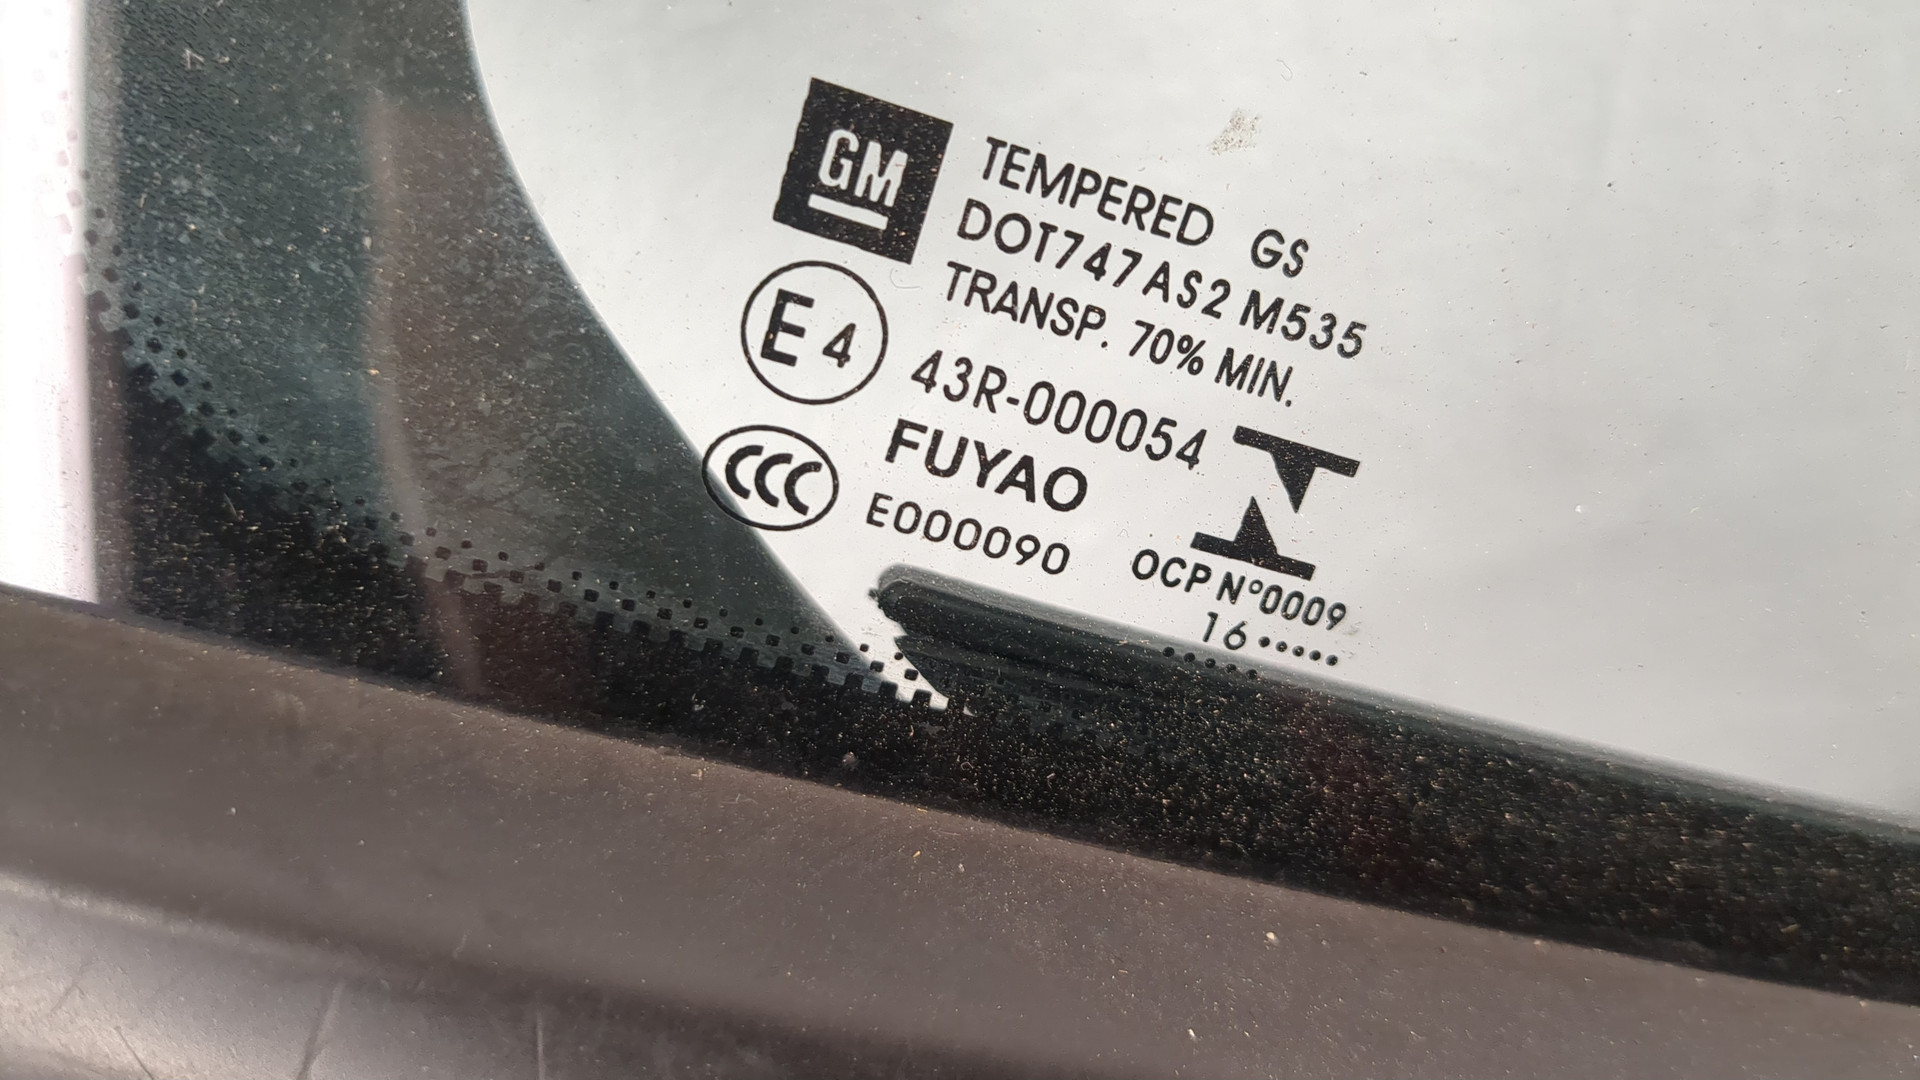 GM
TEMPERED GS
DOT747 AS2 M535
TRANSP. 70% MIN.
E 4
43R-000054
CCC
FUYAO
E000090
OCP N°0009
16